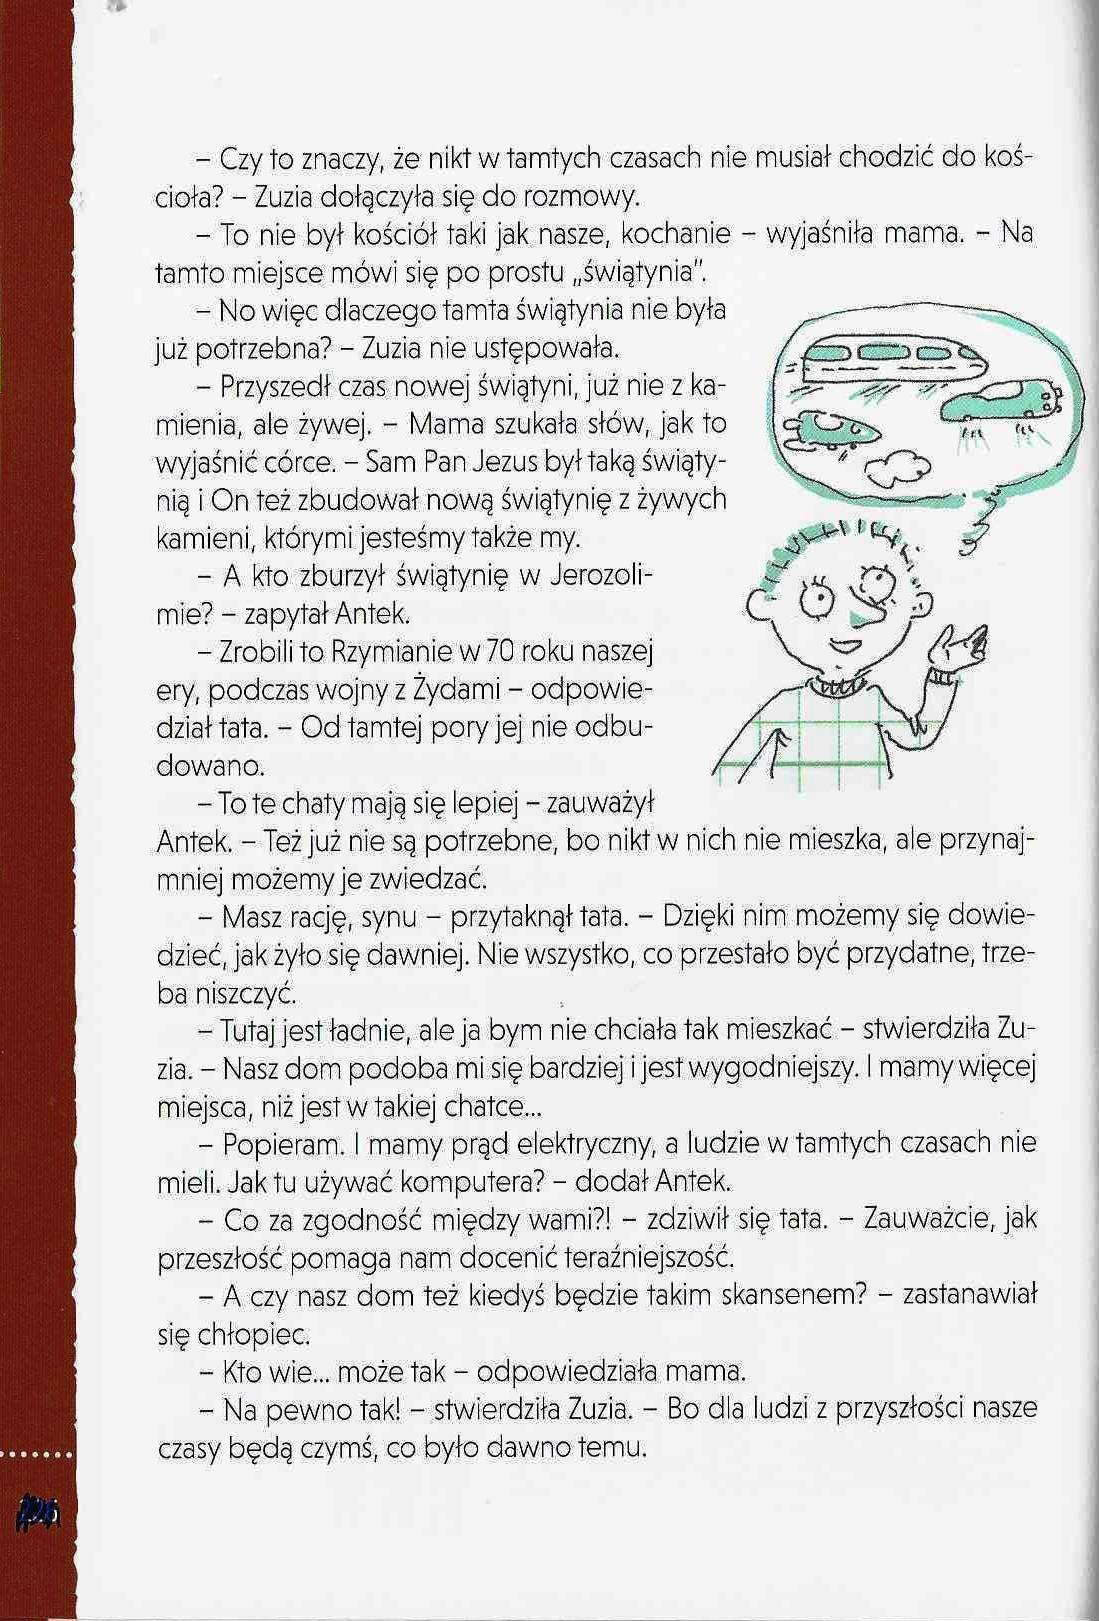 – Czy to znaczy, że nikt w tamtych czasach nie musiał chodzić do koś-
cioła? – Zuzia dołączyła się do rozmowy.
– To nie był kościół taki jak nasze, kochanie – wyjaśniła mama. – Na
tamto miejsce mówi się po prostu „świątynia".
– No więc dlaczego tamta świątynia nie była
już potrzebna? – Zuzia nie ustępowała.
– Przyszedł czas nowej świątyni, już nie z ka-
mienia, ale żywej. – Mama szukała słów, jak to
wyjaśnić córce. – Sam Pan Jezus był taką święty-
nią i On też zbudował nową świątynię z żywych
kamieni, którymi jesteśmy także my.
– A kto zburzył świątynię w Jerozoli-
mie? – zapytał Antek.
– Zrobili to Rzymianie w 70 roku naszej
ery, podczas wojny z Żydami – odpowie-
dział tata. – Od tamtej pory jej nie odbu-
dowano.
– To te chaty mają się lepiej – zauważył
Antek. – Też już nie są potrzebne, bo nikt w nich nie mieszka, ale przynaj-
mniej możemy je zwiedzać.
– Masz rację, synu – przytaknął tata. – Dzięki nim możemy się dowie-
dzieć, jak żyło się dawniej. Nie wszystko, co przestało być przydatne, trze-
ba niszczyć.
– Tutaj jest ładnie, ale ja bym nie chciała tak mieszkać – stwierdziła Zu-
zia. – Nasz dom podoba mi się bardziej i jest wygodniejszy. I mamy więcej
miejsca, niż jest w takiej chatce...
– Popieram. I mamy prąd elektryczny, a ludzie w tamtych czasach nie
mieli. Jak tu używać komputera? – dodał Antek.
– Co za zgodność między wami?! – zdziwił się tata. – Zauważcie, jak
przeszłość pomaga nam docenić teraźniejszość.
– A czy nasz dom też kiedyś będzie takim skansenem? – zastanawiał
się chłopiec.
– Kto wie... może tak – odpowiedziała mama.
– Na pewno tak! – stwierdziła Zuzia. – Bo dla ludzi z przyszłości nasze
czasy będą czymś, co było dawno temu.